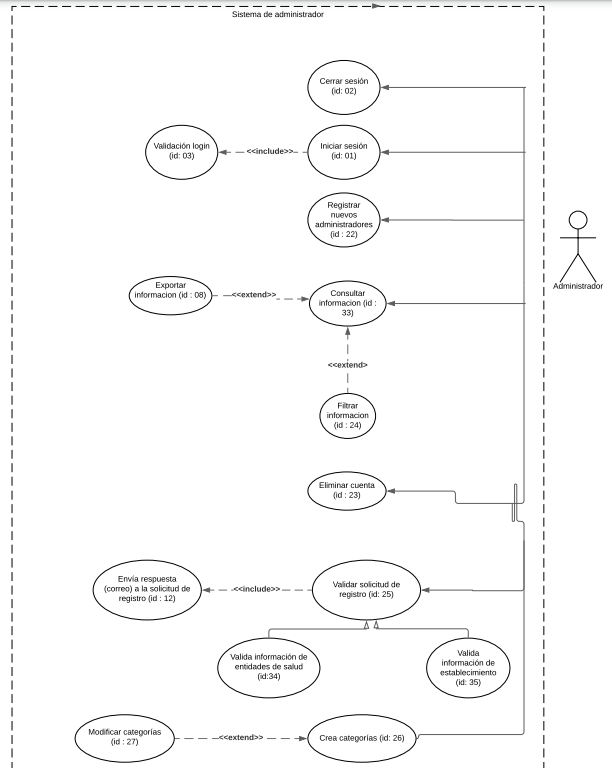 Sistema de administrador
Cerrar sesión
(id: 02)
Validación login
(id: 03)
<<include>>
Iniciar sesión
(id: 01)
Registrar
nuevos
administradores
(id : 22)
Administrador
Exportar
informacion (id : 08)
<<extend>>
Consultar
informacion (id :
33)
<<extend>
Filtrar
informacion
(id : 24)
Eliminar cuenta
(id : 23)
Envía respuesta
(correo) a la solicitud de
registro (id : 12)
<<include>>
Validar solicitud de
registro (id: 25)
Valida información de
entidades de salud
(id:34)
Valida
información de
establecimiento
(id: 35)
Modificar categorías
(id : 27)
<<extend>>
Crea categorías (id: 26)